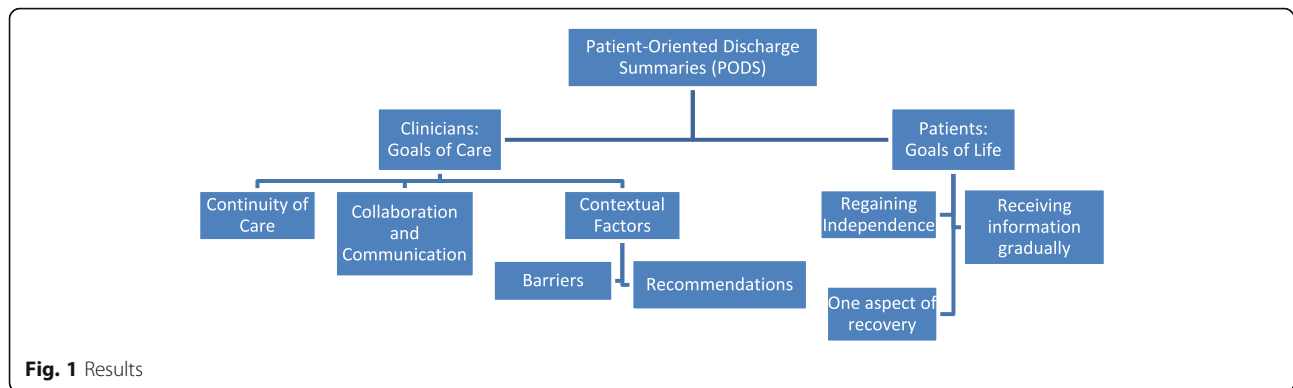 Patient-Oriented Discharge
Summaries (PODS)
Clinicians:
Goals of Care
Patients:
Goals of Life
Continuity of
Care
Collaboration
and
Communication
Contextual
Factors
Regaining
Independence
Receiving
information
gradually
Barriers
Recommendations
One aspect of
recovery
Fig. 1 Results